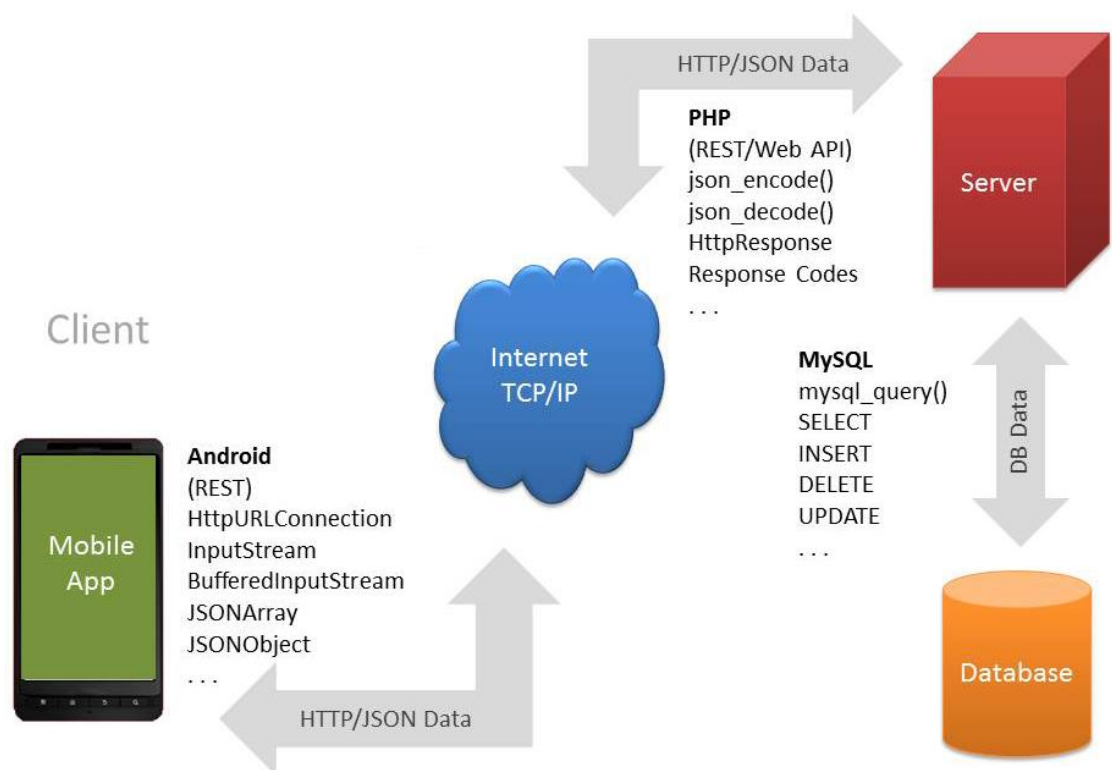 HTTP/JSON Data
PHP
(REST/Web API)
json_encode()
json_decode()
HttpResponse
Response Codes
. . .
Server
Client
Internet
TCP/IP
MySQL
mysql_query()
SELECT
INSERT
DELETE
UPDATE
. . .
DB Data
Android
(REST)
HttpURLConnection
InputStream
BufferedInputStream
JSONArray
JSONObject
. . .
Mobile
App
HTTP/JSON Data
Database